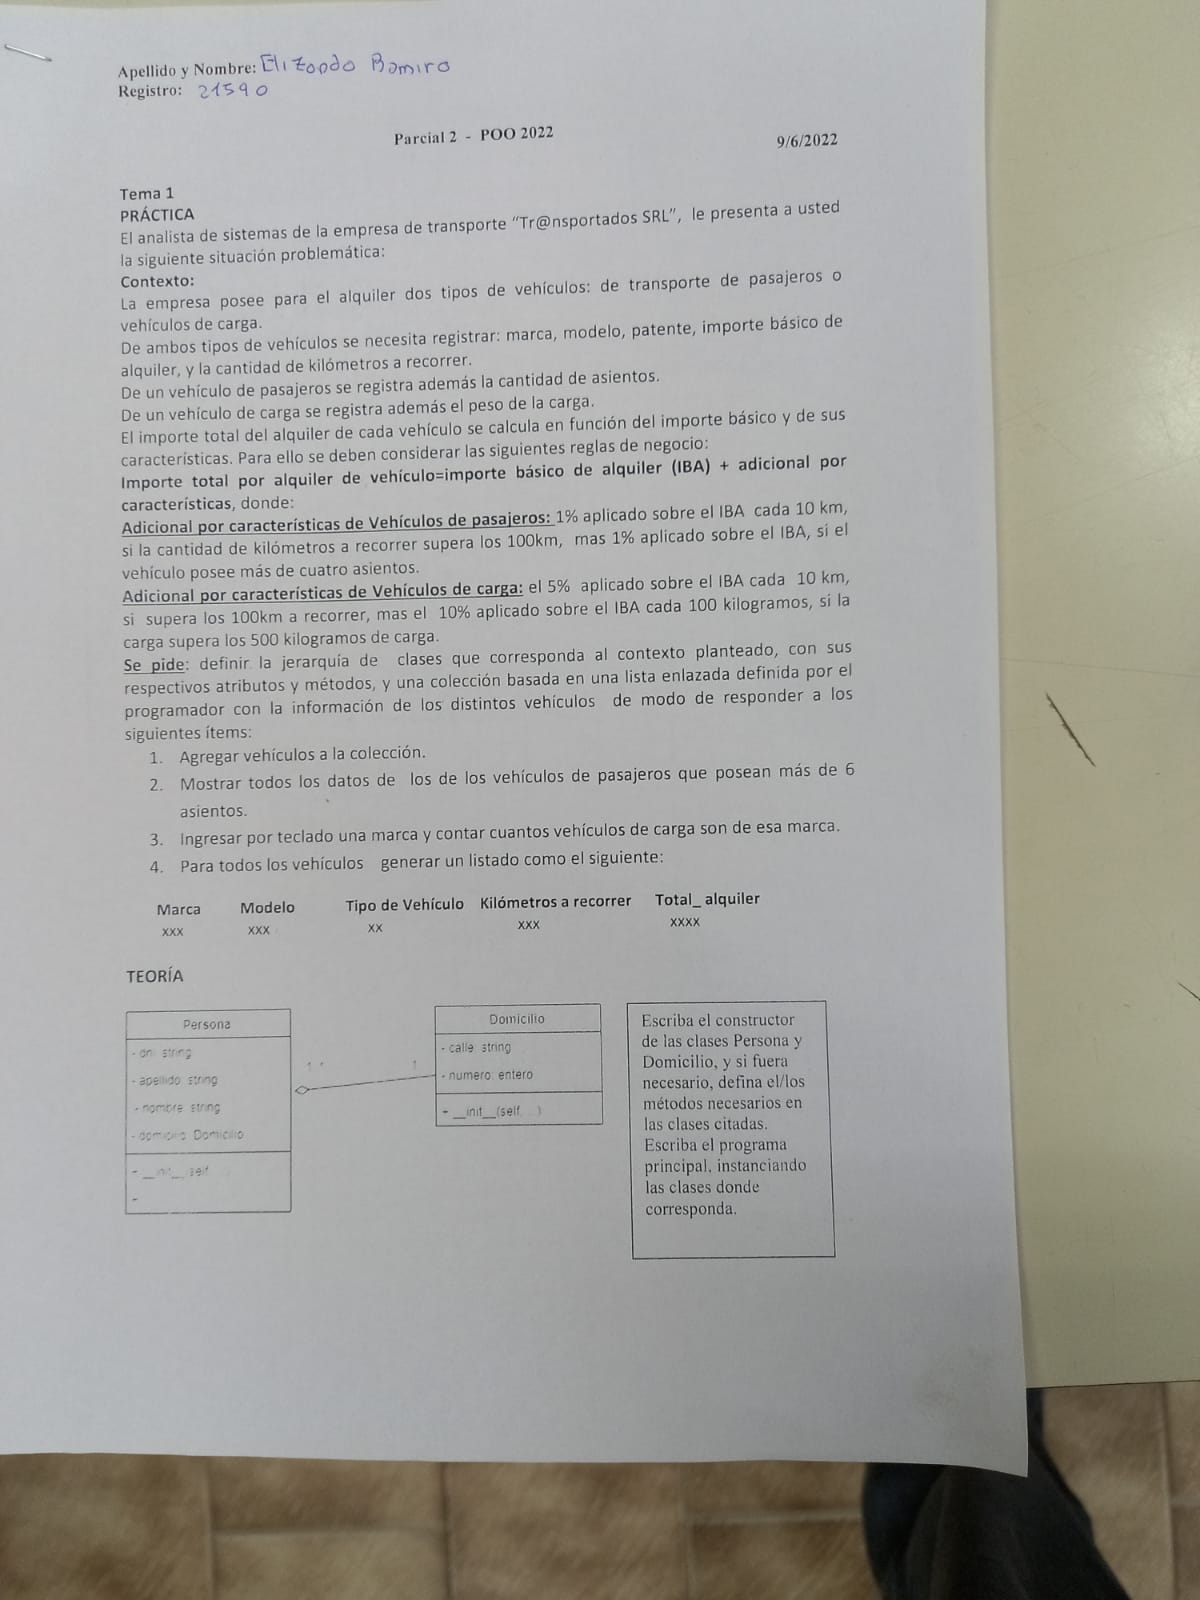 Apellido y Nombre: Elizondo Ramiro
Registro: 21590
Parcial 2 - POO 2022
9/6/2022
Tema 1
PRÁCTICA
El analista de sistemas de la empresa de transporte “Tr@nsportados SRL”, le presenta a usted
la siguiente situación problemática:
Contexto:
La empresa posee para el alquiler dos tipos de vehículos: de transporte de pasajeros o
vehículos de carga.
De ambos tipos de vehículos se necesita registrar: marca, modelo, patente, importe básico de
alquiler, y la cantidad de kilómetros a recorrer.
De un vehículo de pasajeros se registra además la cantidad de asientos.
De un vehículo de carga se registra además el peso de la carga.
El importe total del alquiler de cada vehículo se calcula en función del importe básico y de sus
características. Para ello se deben considerar las siguientes reglas de negocio:
Importe total por alquiler de vehículo=importe básico de alquiler (IBA) + adicional por
características, donde:
Adicional por características de Vehículos de pasajeros: 1% aplicado sobre el IBA cada 10 km,
si la cantidad de kilómetros a recorrer supera los 100km, mas 1% aplicado sobre el IBA, sí el
vehículo posee más de cuatro asientos.
Adicional por características de Vehículos de carga: el 5% aplicado sobre el IBA cada 10 km,
si supera los 100km a recorrer, mas el 10% aplicado sobre el IBA cada 100 kilogramos, sí la
carga supera los 500 kilogramos de carga.
Se pide: definir la jerarquía de clases que corresponda al contexto planteado, con sus
respectivos atributos y métodos, y una colección basada en una lista enlazada definida por el
programador con la información de los distintos vehículos de modo de responder a los
siguientes ítems:
1. Agregar vehículos a la colección.
2. Mostrar todos los datos de los de los vehículos de pasajeros que posean más de 6
asientos.
3. Ingresar por teclado una marca y contar cuantos vehículos de carga son de esa marca.
4. Para todos los vehículos generar un listado como el siguiente:
Marca Modelo Tipo de Vehículo Kilómetros a recorrer Total_ alquiler
xxx xxx xx xxx xxxx
TEORÍA
Persona
- dni string
- apellido string
- nombre string
- domicilio Domicilio
- __init__ self
-
1 *
1
Domicilio
- calle string
- numero: entero
+ __init__(self, )
Escriba el constructor
de las clases Persona y
Domicilio, y si fuera
necesario, defina el/los
métodos necesarios en
las clases citadas.
Escriba el programa
principal, instanciando
las clases donde
corresponda.